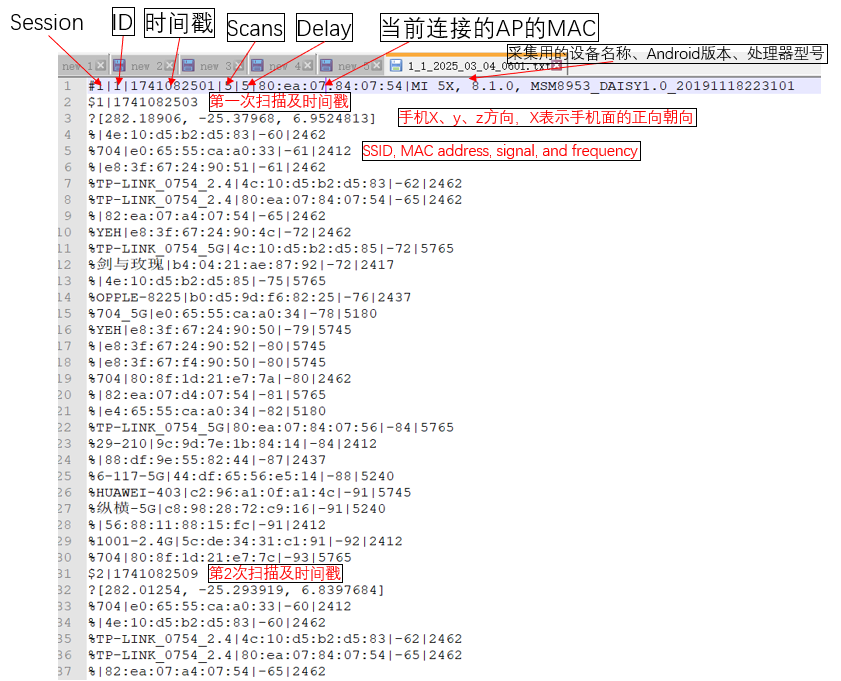 Session ID 时间戳 Scans Delay 当前连接的AP的MAC
采集用的设备名称、Android版本、处理器型号
new 1 new 2 new 3 new 4 new 5 1_1_2025_03_04_0601.txt
1 #1|1|1741082501|5|5|80:ea:07:84:07:54|MI 5X, 8.1.0, MSM8953_DAISY1.0_20191118223101
2 $1|1741082503 第一次扫描及时间戳
3 ?[282.18906, -25.37968, 6.9524813] 手机X、y、z方向，X表示手机面的正向朝向
4 %|4e:10:d5:b2:d5:83|-60|2462
5 %704|e0:65:55:ca:a0:33|-61|2412 SSID, MAC address, signal, and frequency
6 %|e8:3f:67:24:90:51|-61|2462
7 %TP-LINK_0754_2.4|4c:10:d5:b2:d5:83|-62|2462
8 %TP-LINK_0754_2.4|80:ea:07:84:07:54|-65|2462
9 %|82:ea:07:a4:07:54|-65|2462
10 %YEH|e8:3f:67:24:90:4c|-72|2462
11 %TP-LINK_0754_5G|4c:10:d5:b2:d5:85|-72|5765
12 %剑与玫瑰|b4:04:21:ae:87:92|-72|2417
13 %|4e:10:d5:b2:d5:85|-75|5765
14 %OPPLE-8225|b0:d5:9d:f6:82:25|-76|2437
15 %704_5G|e0:65:55:ca:a0:34|-78|5180
16 %YEH|e8:3f:67:24:90:50|-79|5745
17 %|e8:3f:67:24:90:52|-80|5745
18 %|e8:3f:67:f4:90:50|-80|5745
19 %704|80:8f:1d:21:e7:7a|-80|2462
20 %|82:ea:07:d4:07:54|-81|5765
21 %|e4:65:55:ca:a0:34|-82|5180
22 %TP-LINK_0754_5G|80:ea:07:84:07:56|-84|5765
23 %29-210|9c:9d:7e:1b:84:14|-84|2412
24 %|88:df:9e:55:82:44|-87|2437
25 %6-117-5G|44:df:65:56:e5:14|-88|5240
26 %HUAWEI-403|c2:96:a1:0f:a1:4c|-91|5745
27 %纵横-5G|c8:98:28:72:c9:16|-91|5240
28 %|56:88:11:88:15:fc|-91|2412
29 %1001-2.4G|5c:de:34:31:c1:91|-92|2412
30 %704|80:8f:1d:21:e7:7c|-93|5765
31 $2|1741082509 第2次扫描及时间戳
32 ?[282.01254, -25.293919, 6.8397684]
33 %704|e0:65:55:ca:a0:33|-60|2412
34 %|4e:10:d5:b2:d5:83|-60|2462
35 %TP-LINK_0754_2.4|4c:10:d5:b2:d5:83|-62|2462
36 %TP-LINK_0754_2.4|80:ea:07:84:07:54|-65|2462
37 %|82:ea:07:a4:07:54|-65|2462